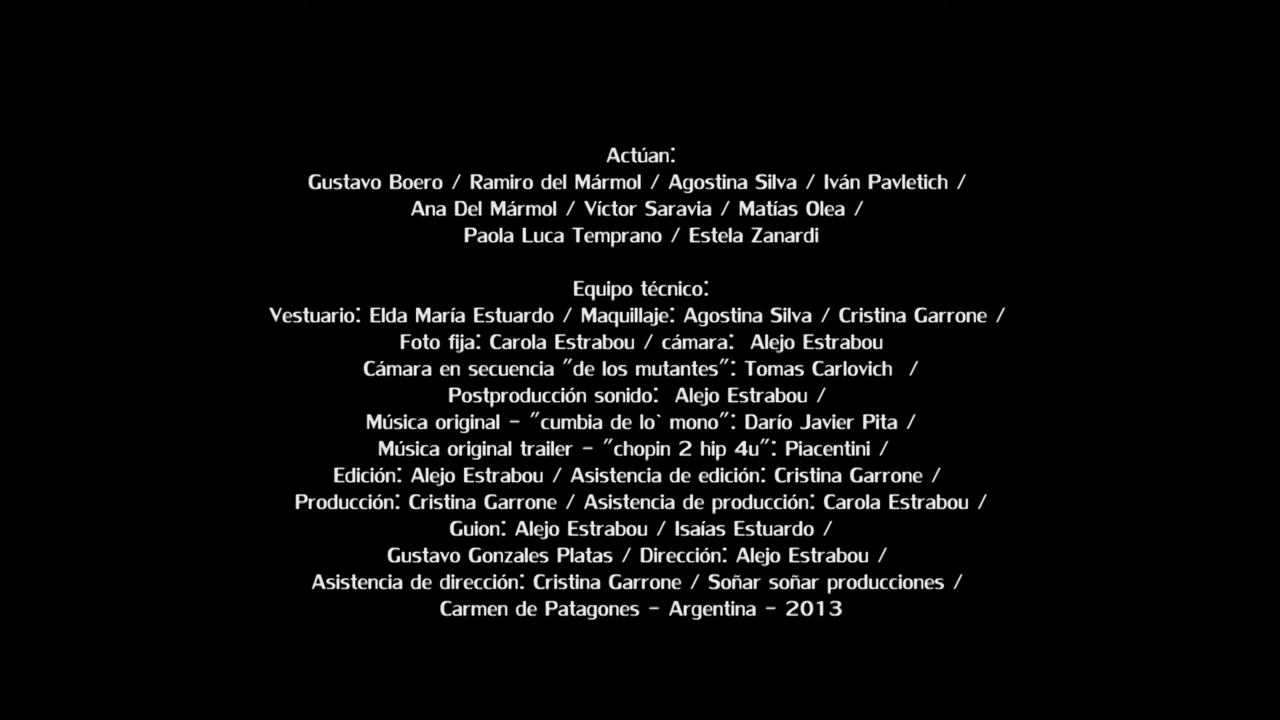 Actúan:
Gustavo Boero / Ramiro del Mármol / Agostina Silva / Iván Pavletich /
Ana Del Mármol / Víctor Saravia / Matías Olea /
Paola Luca Temprano / Estela Zanardi
Equipo técnico:
Vestuario: Elda María Estuardo / Maquillaje: Agostina Silva / Cristina Garrone /
Foto fija: Carola Estrabou / cámara:  Alejo Estrabou
Cámara en secuencia "de los mutantes": Tomas Carlovich  /
Postproducción sonido:  Alejo Estrabou /
Música original - "cumbia de lo` mono": Darío Javier Pita /
Música original trailer - "chopin 2 hip 4u": Piacentini /
Edición: Alejo Estrabou / Asistencia de edición: Cristina Garrone /
Producción: Cristina Garrone / Asistencia de producción: Carola Estrabou /
Guion: Alejo Estrabou / Isaías Estuardo /
Gustavo Gonzales Platas / Dirección: Alejo Estrabou /
Asistencia de dirección: Cristina Garrone / Soñar soñar producciones /
Carmen de Patagones - Argentina - 2013